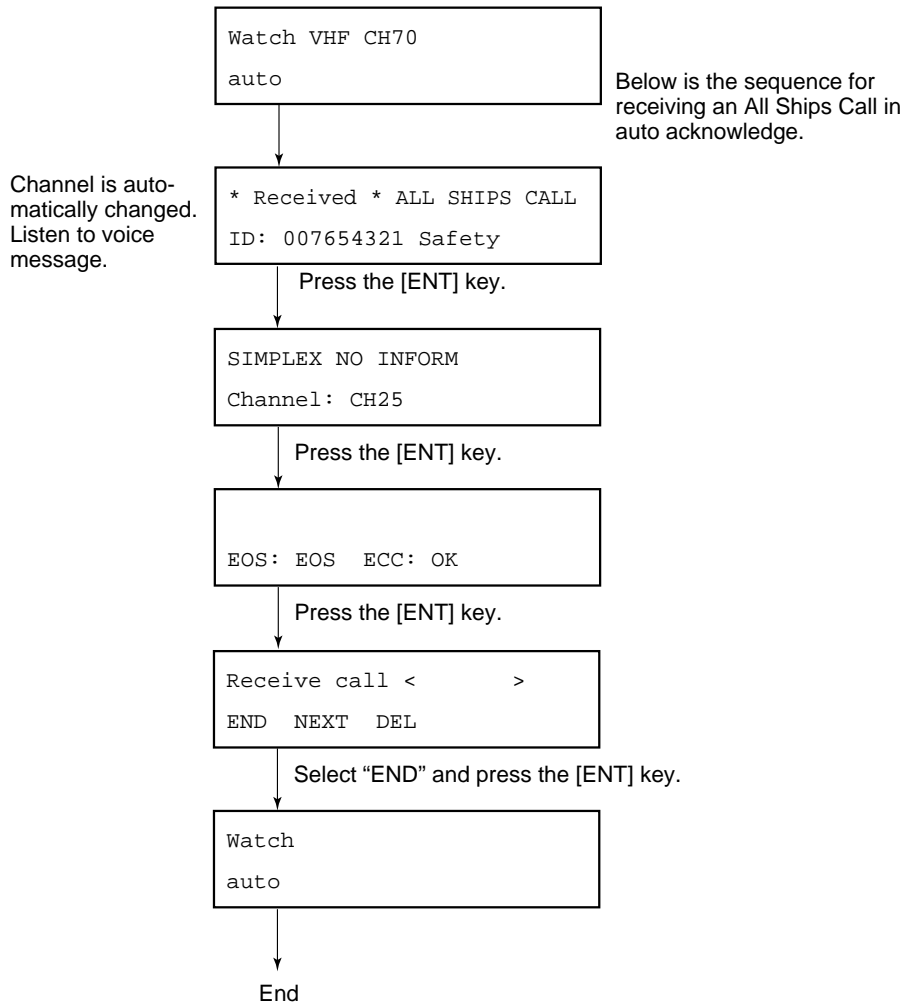 Watch VHF CH70
auto
Below is the sequence for
receiving an All Ships Call in
auto acknowledge.
Channel is auto-
matically changed.
Listen to voice
message.
* Received * ALL SHIPS CALL
ID: 007654321 Safety
Press the [ENT] key.
SIMPLEX NO INFORM
Channel: CH25
Press the [ENT] key.
EOS: EOS ECC: OK
Press the [ENT] key.
Receive call < >
END NEXT DEL
Select “END” and press the [ENT] key.
Watch
auto
End